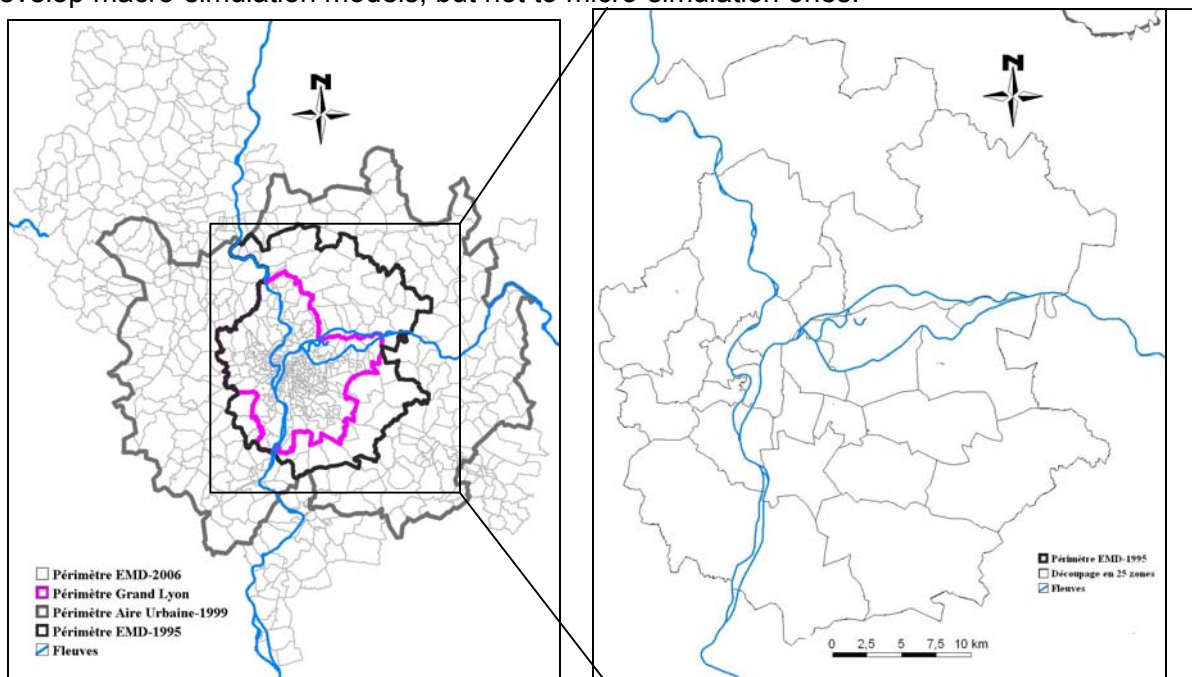 evelop macro-simulation models, but not to micro-simulation ones.
N
Périmètre EMD-2006
Périmètre Grand Lyon
Périmètre Aire Urbaine-1999
Périmètre EMD-1995
Fleuves
N
Périmètre EMD-1995
Découpage en 25 zones
Fleuves
0 2,5 5 7,5 10 km